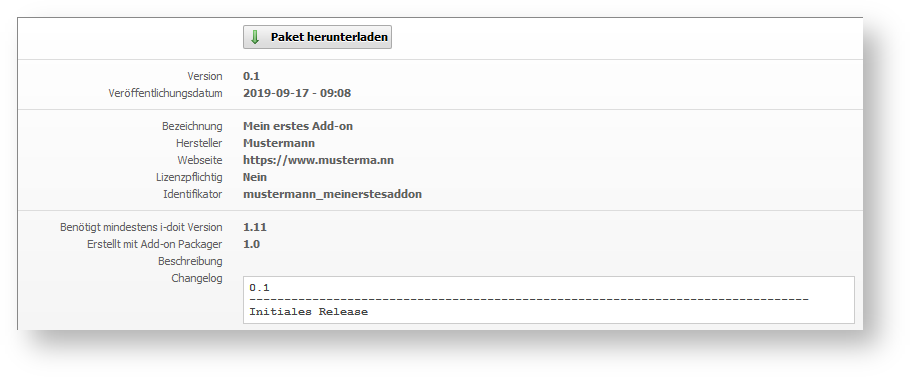 Paket herunterladen
Version 0.1
Veröffentlichungsdatum 2019-09-17 - 09:08
Bezeichnung Mein erstes Add-on
Hersteller Mustermann
Webseite https://www.musterma.nn
Lizenzpflichtig Nein
Identifikator mustermann_meinerstesaddon
Benötigt mindestens i-doit Version 1.11
Erstellt mit Add-on Packager 1.0
Beschreibung
Changelog
0.1
--------------------------------------------------------------------------------
Initiales Release